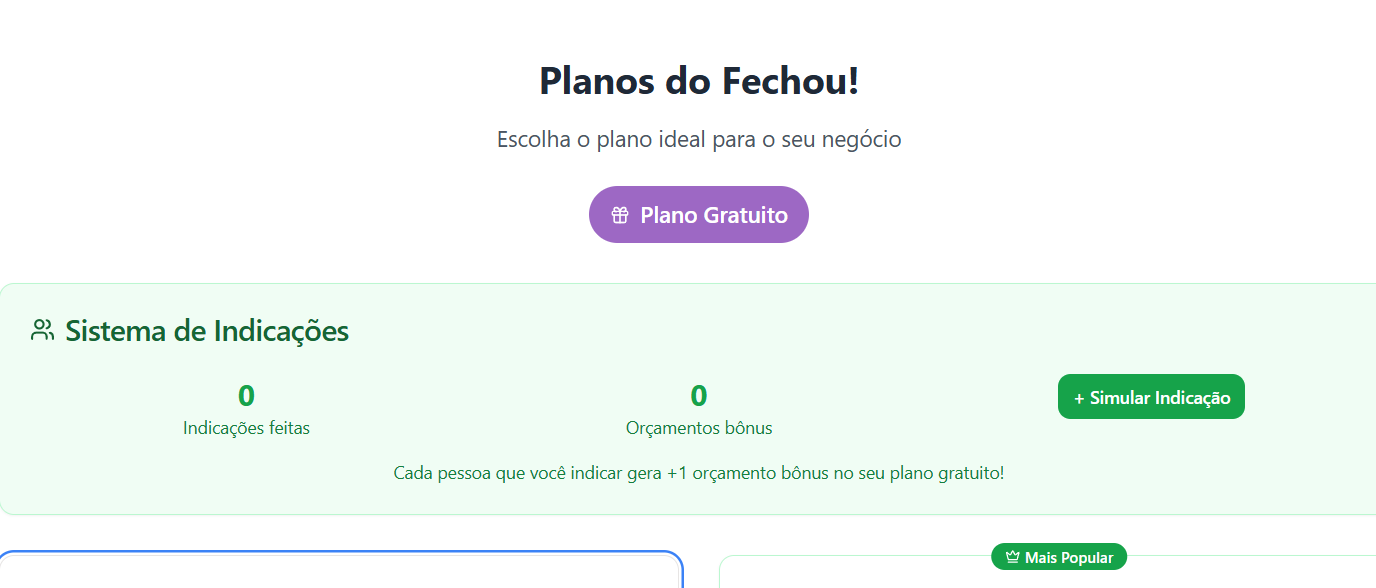 Planos do Fechou!
Escolha o plano ideal para o seu negócio
Plano Gratuito
Sistema de Indicações
0
Indicações feitas
0
Orçamentos bônus
+ Simular Indicação
Cada pessoa que você indicar gera +1 orçamento bônus no seu plano gratuito!
Mais Popular